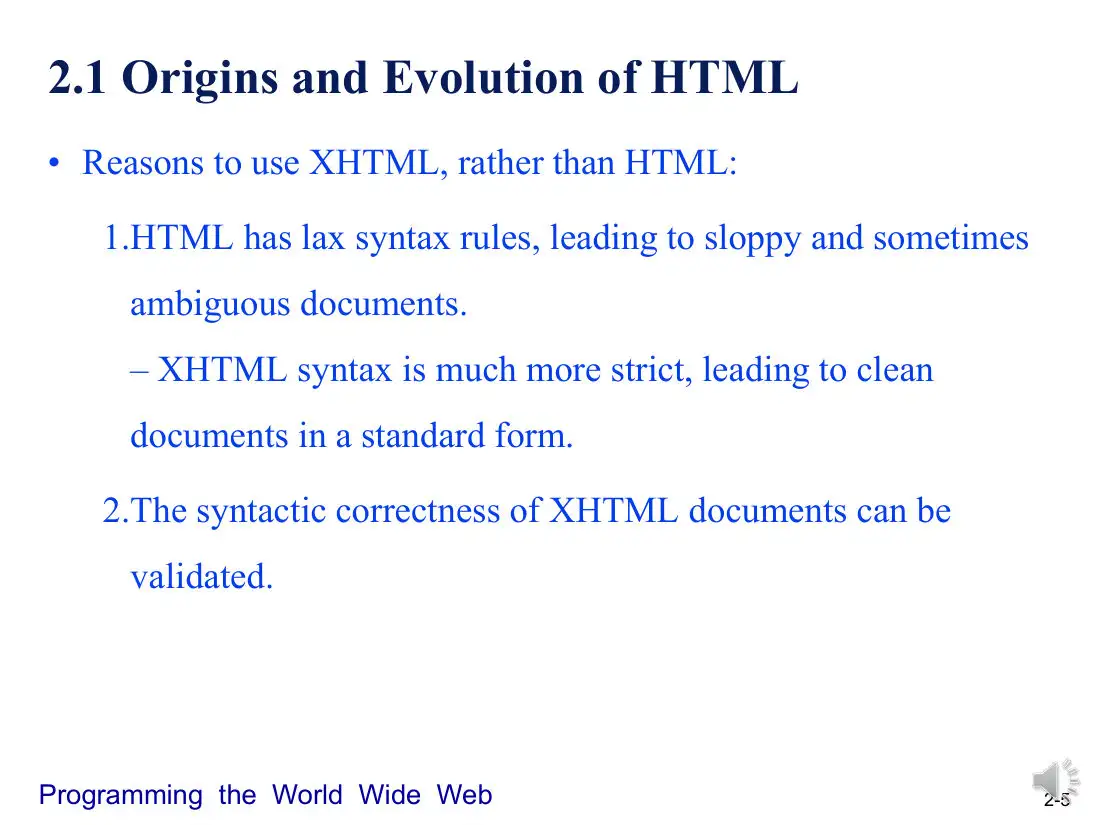 2.1 Origins and Evolution of HTML
• Reasons to use XHTML, rather than HTML:
1.HTML has lax syntax rules, leading to sloppy and sometimes
ambiguous documents.
– XHTML syntax is much more strict, leading to clean
documents in a standard form.
2.The syntactic correctness of XHTML documents can be
validated.
Programming the World Wide Web
2-5